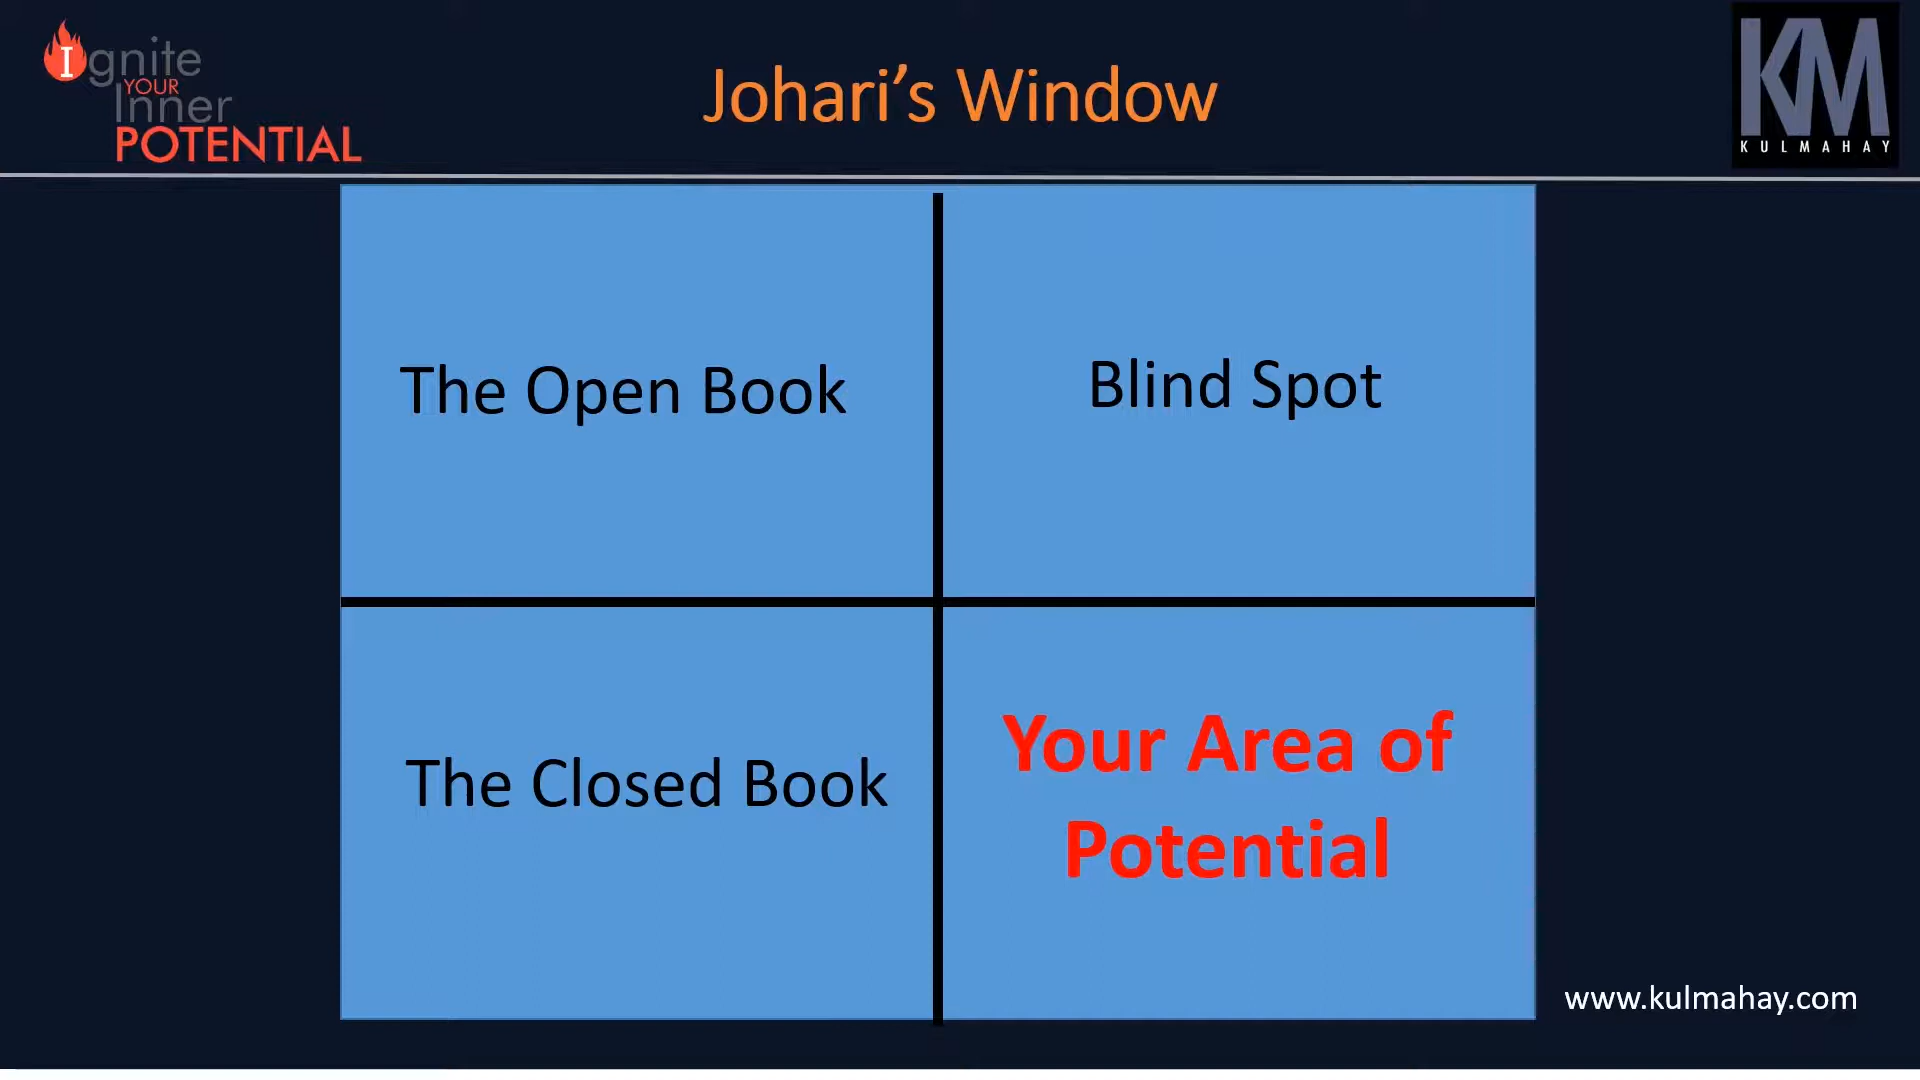 Ignite
YOUR
Inner
POTENTIAL
Johari’s Window
KM
KULMAHAY
The Open Book
Blind Spot
The Closed Book
Your Area of
Potential
www.kulmahay.com